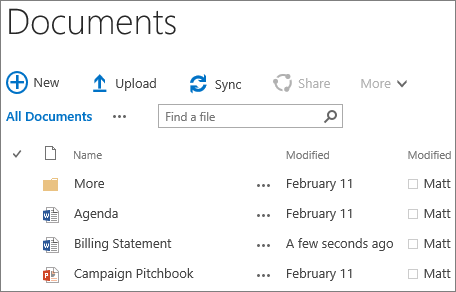 Documents
New Upload Sync Share More
All Documents ••• Find a file
Name Modified Modified
More ••• February 11 Matt
Agenda ••• February 11 Matt
Billing Statement ••• A few seconds ago Matt
Campaign Pitchbook ••• February 11 Matt